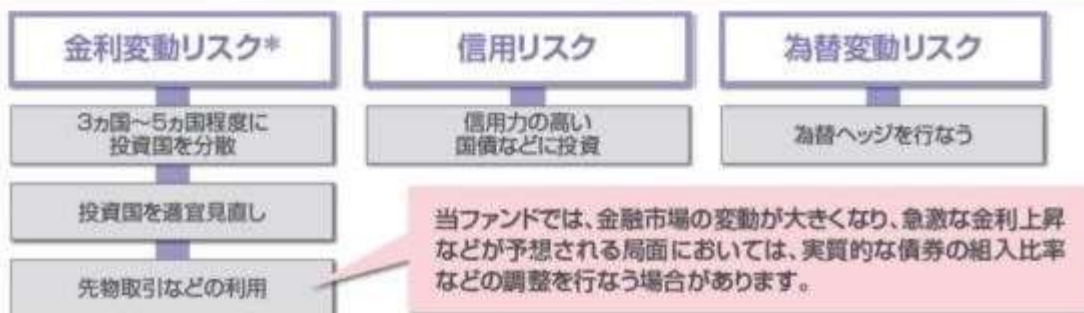 金利変動リスク*
信用リスク
為替変動リスク
3ヵ国～5ヵ国程度に
投資国を分散
信用力の高い
国債などに投資
為替ヘッジを行なう
投資国を適宜見直し
先物取引などの利用
当ファンドでは、金融市場の変動が大きくなり、急激な金利上昇
などが予想される局面においては、実質的な債券の組入比率
などの調整を行なう場合があります。